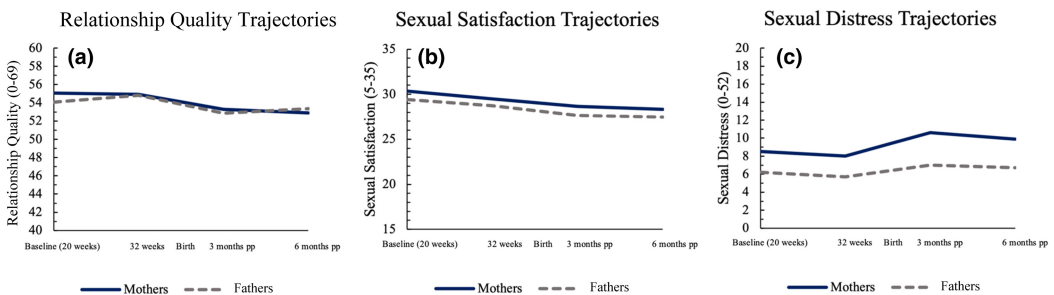 Relationship Quality Trajectories
(a)
Relationship Quality (0-69)
60
58
56
54
52
50
48
46
44
42
40
Baseline (20 weeks) 32 weeks Birth 3 months pp 6 months pp
Mothers Fathers
Sexual Satisfaction Trajectories
(b)
Sexual Satisfaction (5-35)
35
30
25
20
15
Baseline (20 weeks) 32 weeks Birth 3 months pp 6 months pp
Mothers Fathers
Sexual Distress Trajectories
(c)
Sexual Distress (0-52)
20
18
16
14
12
10
8
6
4
2
0
Baseline (20 weeks) 32 weeks Birth 3 months pp 6 months pp
Mothers Fathers